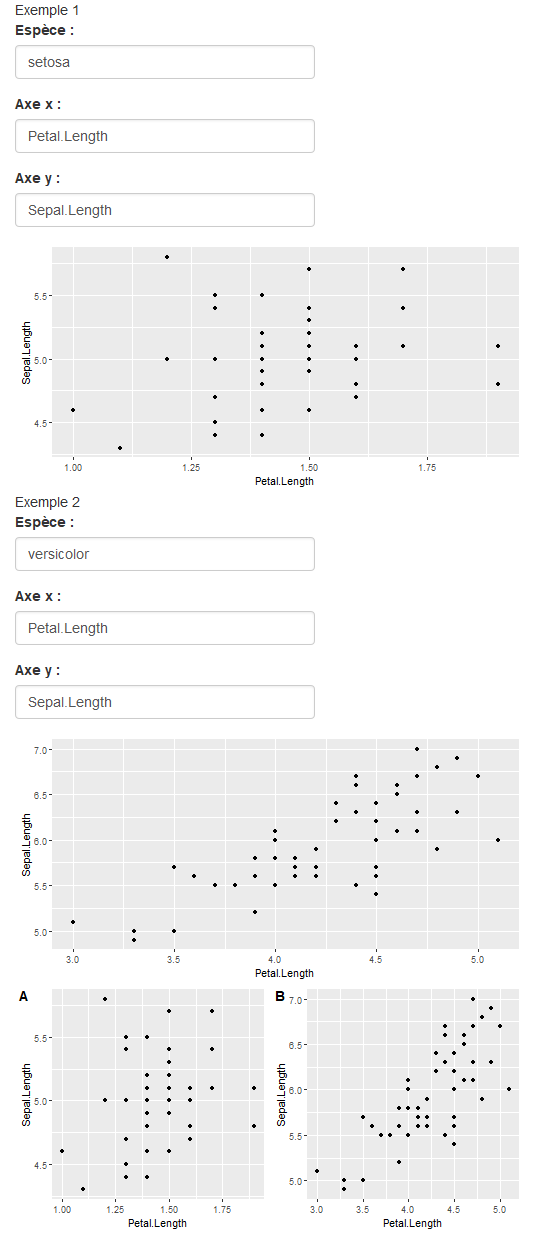 Exemple 1
Espèce :
setosa
Axe x :
Petal.Length
Axe y :
Sepal.Length
Sepal.Length
5.5
5.0
4.5
1.00 1.25 1.50 1.75
Petal.Length
Exemple 2
Espèce :
versicolor
Axe x :
Petal.Length
Axe y :
Sepal.Length
Sepal.Length
7.0
6.5
6.0
5.5
5.0
3.0 3.5 4.0 4.5 5.0
Petal.Length
A
Sepal.Length
5.5
5.0
4.5
1.00 1.25 1.50 1.75
Petal.Length
B
Sepal.Length
7.0
6.5
6.0
5.5
5.0
3.0 3.5 4.0 4.5 5.0
Petal.Length